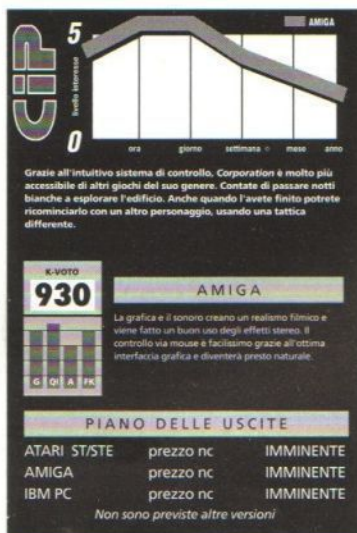 AMIGA
CIP
livello interesse
5
0
ora giorno settimana mese anno
Grazie all'intuitivo sistema di controllo, Corporation è molto più
accessibile di altri giochi del suo genere. Contate di passare notti
bianche a esplorare l'edificio. Anche quando l'avete finito potrete
ricominciarlo con un altro personaggio, usando una tattica
differente.
K-VOTO
930
G QI A FK
AMIGA
La grafica e il sonoro creano un realismo filmico e
viene fatto un buon uso degli effetti stereo. Il
controllo via mouse è facilissimo grazie all'ottima
interfaccia grafica e diventerà presto naturale.
PIANO DELLE USCITE
ATARI ST/STE prezzo nc IMMINENTE
AMIGA prezzo nc IMMINENTE
IBM PC prezzo nc IMMINENTE
Non sono previste altre versioni